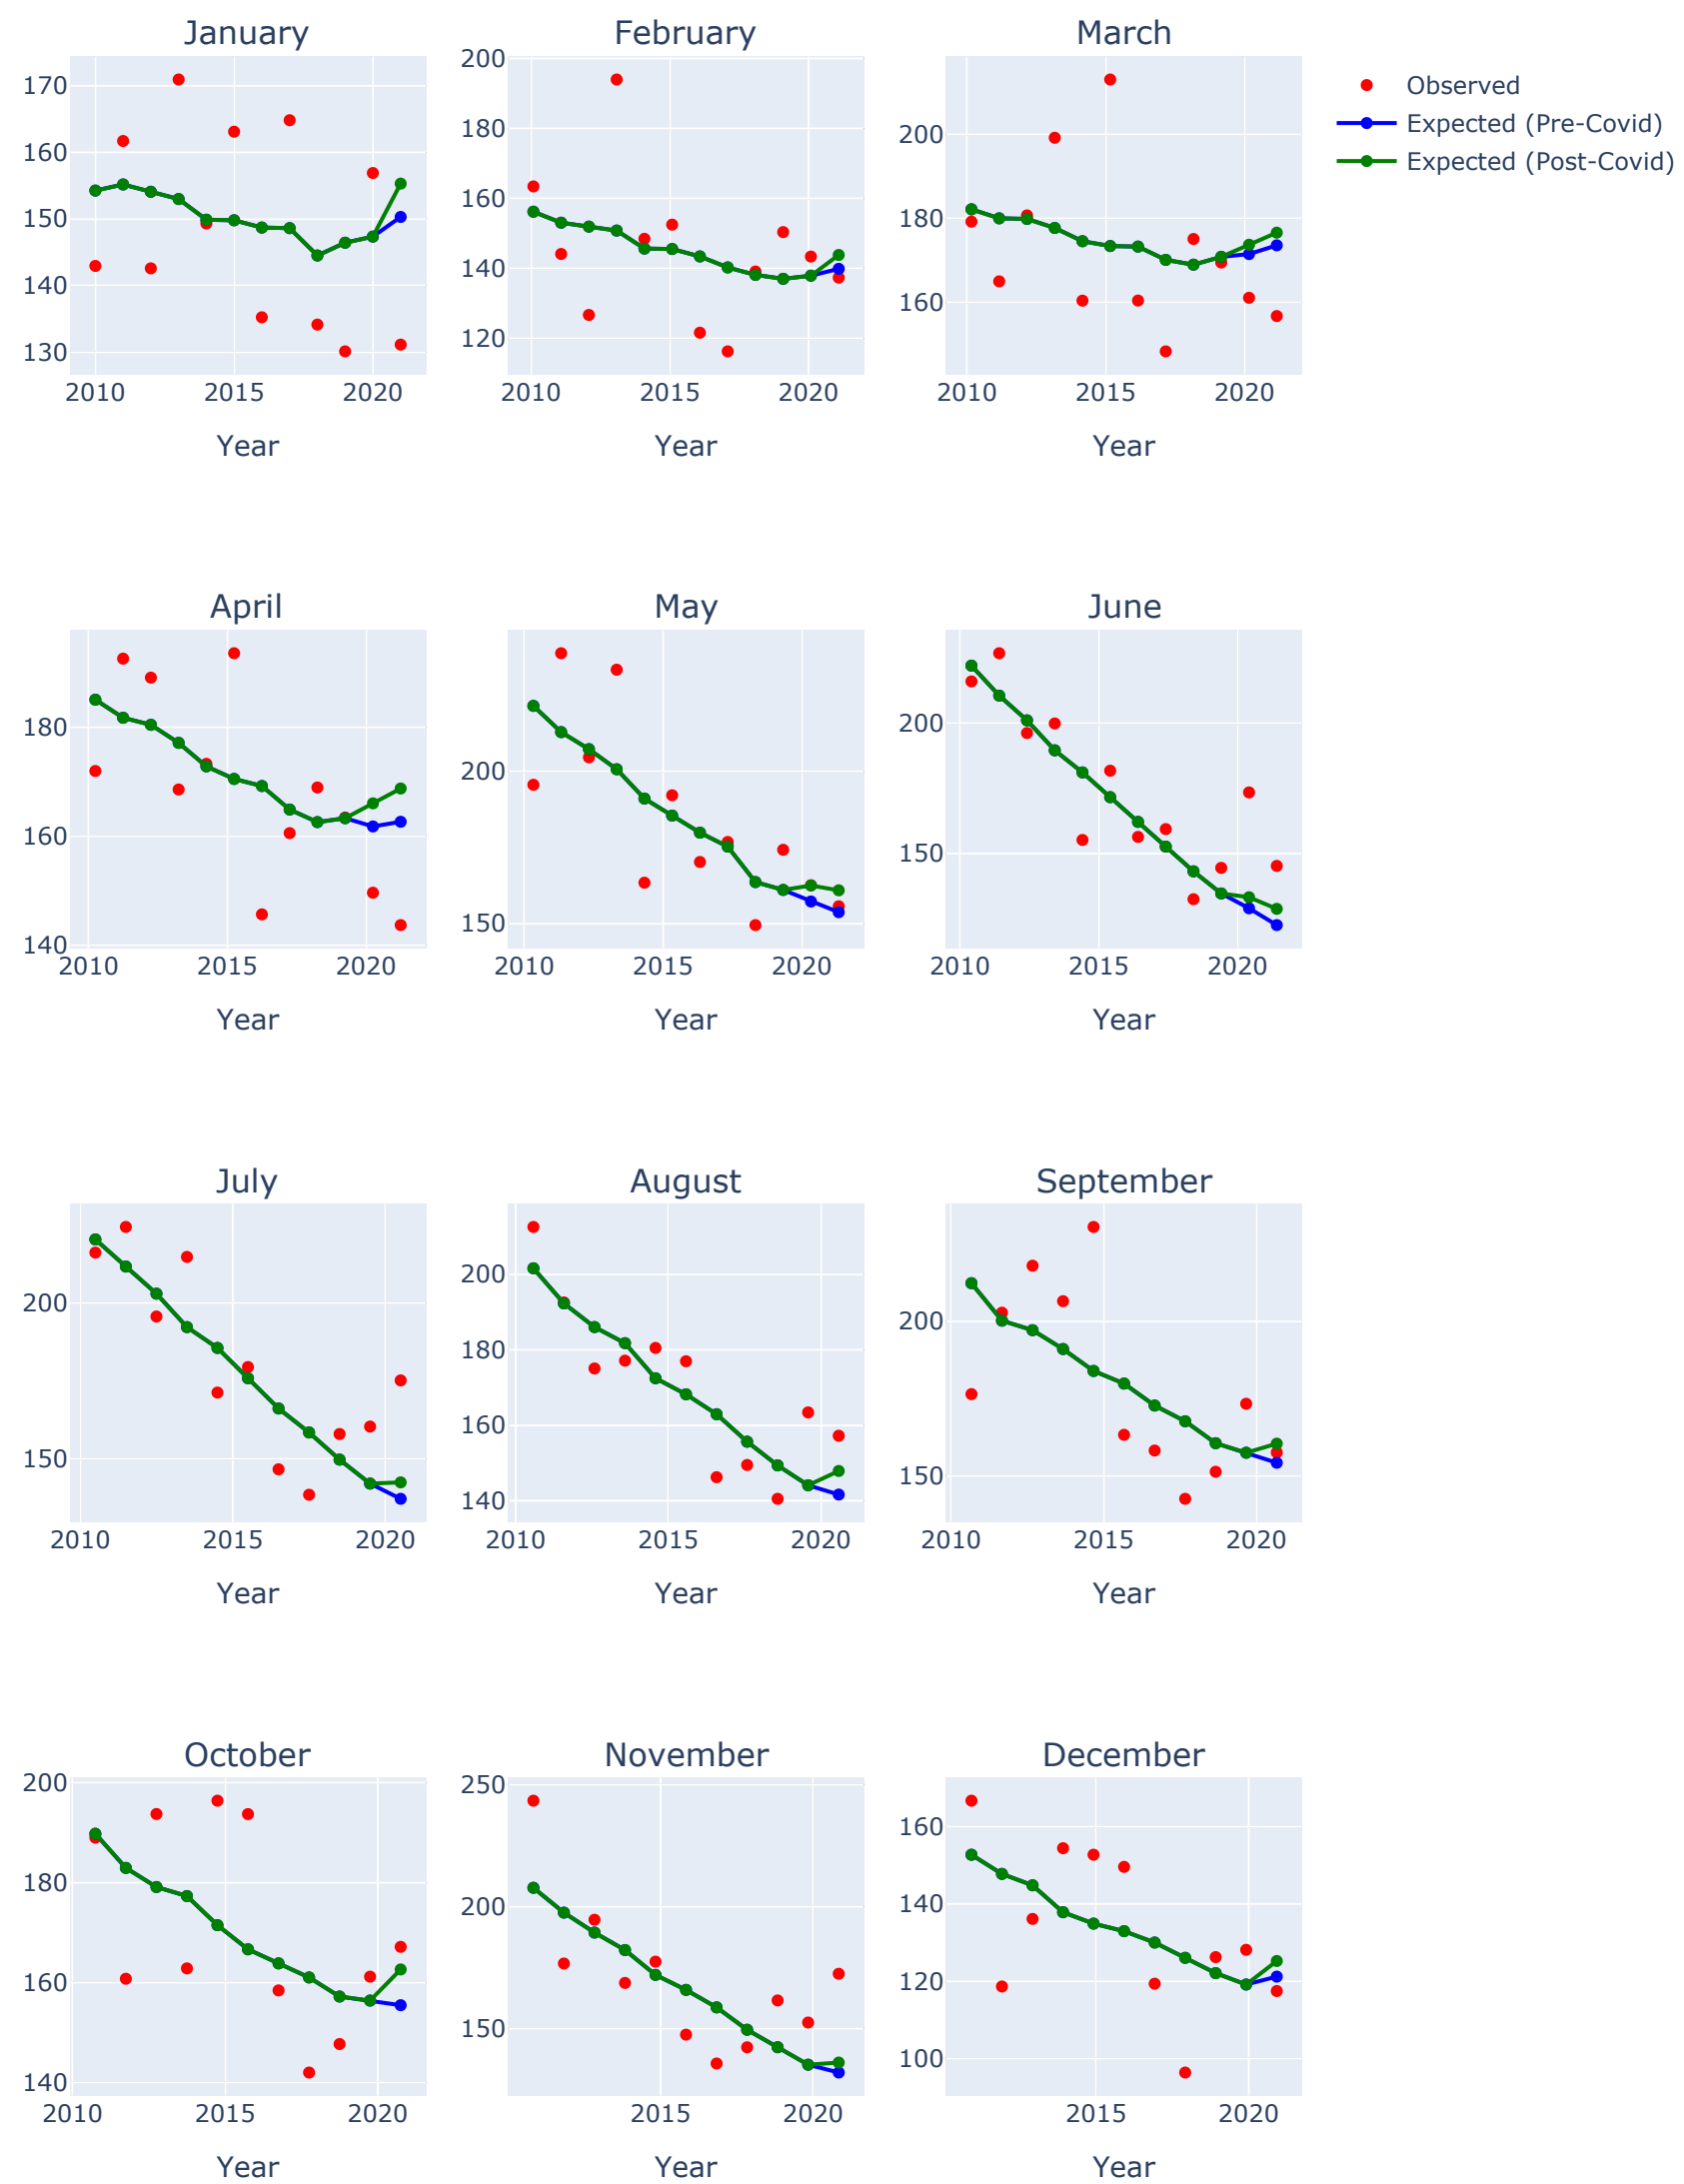 January
February
March
170
160
150
140
130
2010
2015
2020
Year
200
180
160
140
120
2010
2015
2020
Year
200
180
160
2010
2015
2020
Year
Observed
Expected (Pre-Covid)
Expected (Post-Covid)
April
May
June
180
160
140
2010
2015
2020
Year
200
150
2010
2015
2020
Year
200
150
2010
2015
2020
Year
July
August
September
200
150
2010
2015
2020
Year
200
180
160
140
2010
2015
2020
Year
200
150
2010
2015
2020
Year
October
November
December
200
180
160
140
2010
2015
2020
Year
250
200
150
2015
2020
Year
160
140
120
100
2015
2020
Year